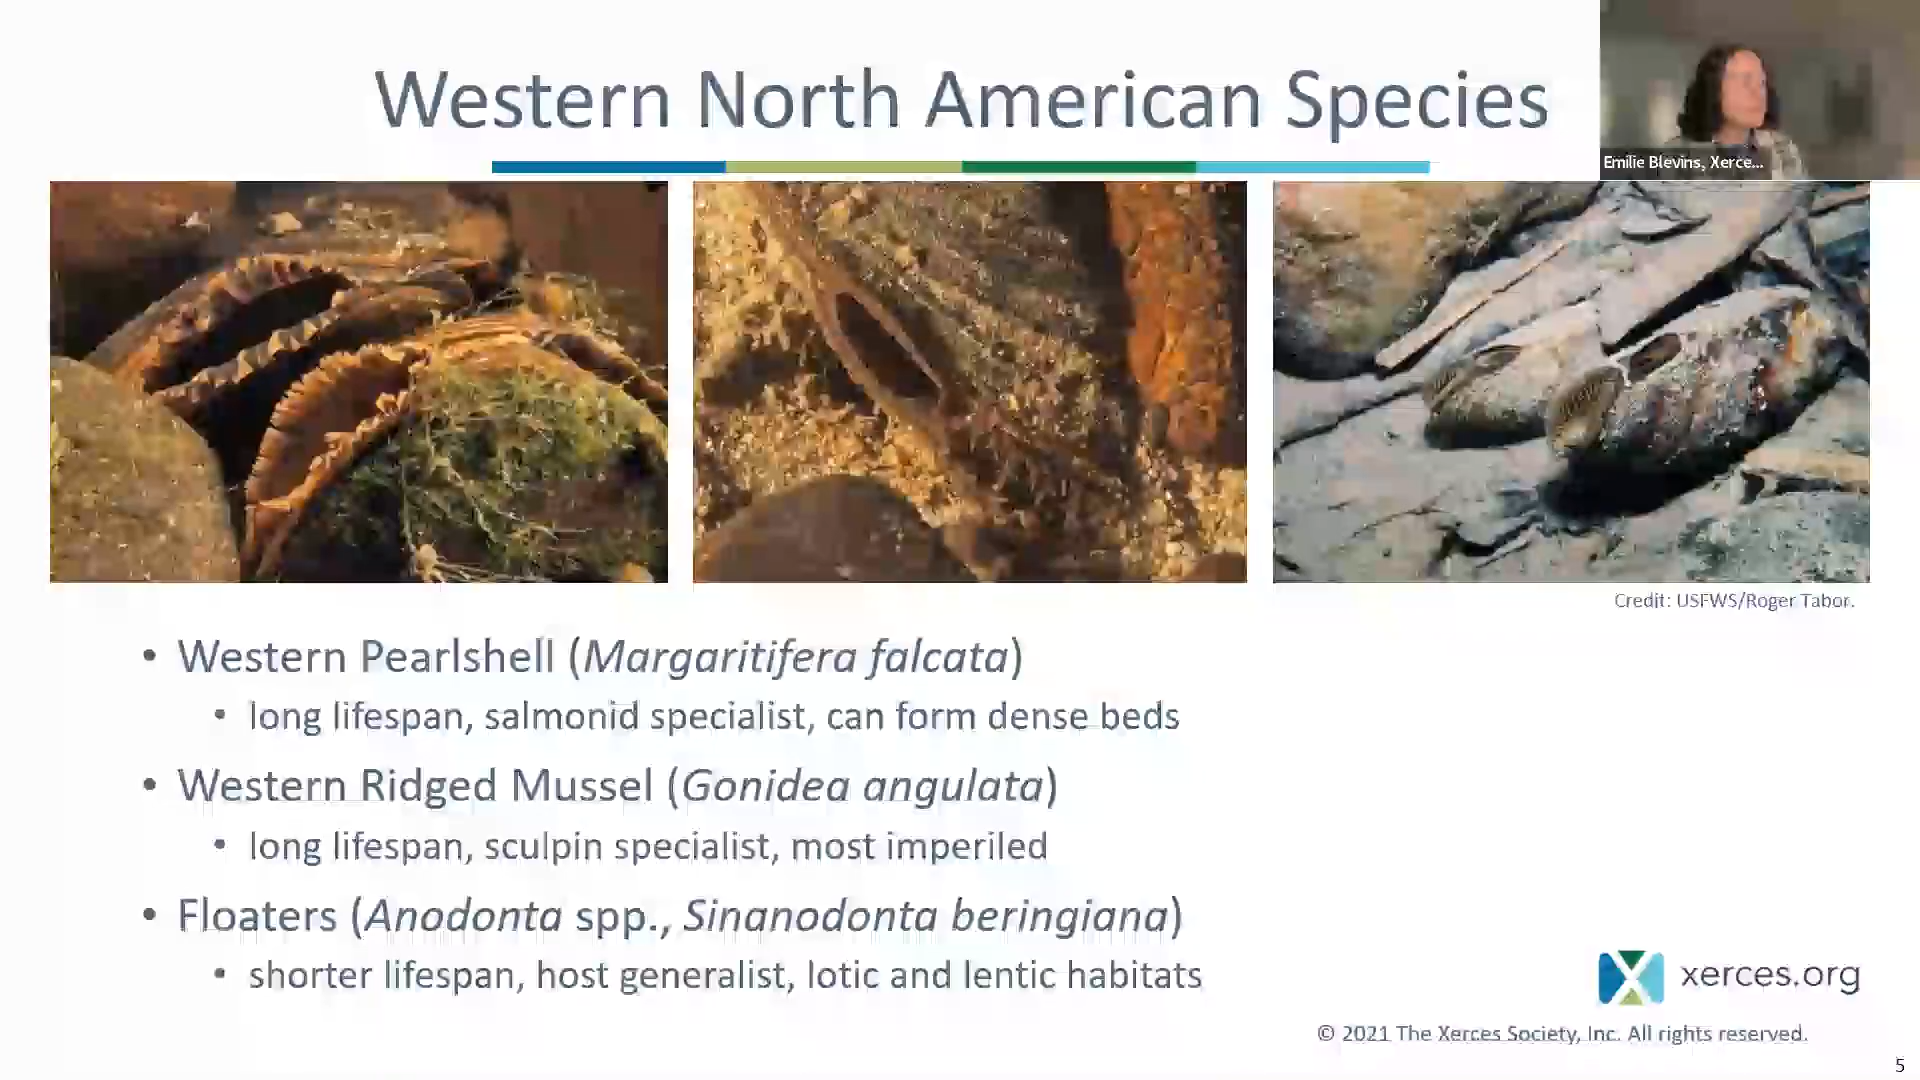 Western North American Species
Emilie Blevins, Xerce...
Credit: USFWS/Roger Tabor.
• Western Pearlshell (Margaritifera falcata)
• long lifespan, salmonid specialist, can form dense beds
• Western Ridged Mussel (Gonidea angulata)
• long lifespan, sculpin specialist, most imperiled
• Floaters (Anodonta spp., Sinanodonta beringiana)
• shorter lifespan, host generalist, lotic and lentic habitats
xerces.org
© 2021 The Xerces Society, Inc. All rights reserved.
5